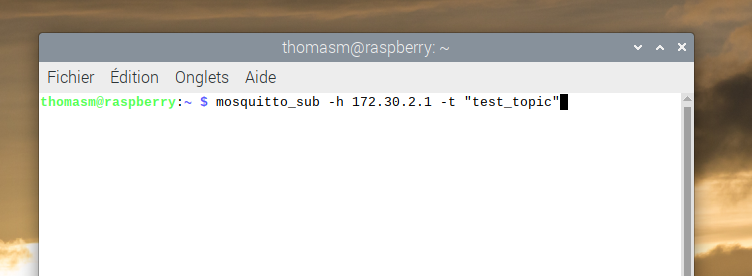 thomasm@raspberry: ~
Fichier Édition Onglets Aide
thomasm@raspberry:~ $ mosquitto_sub -h 172.30.2.1 -t "test_topic"